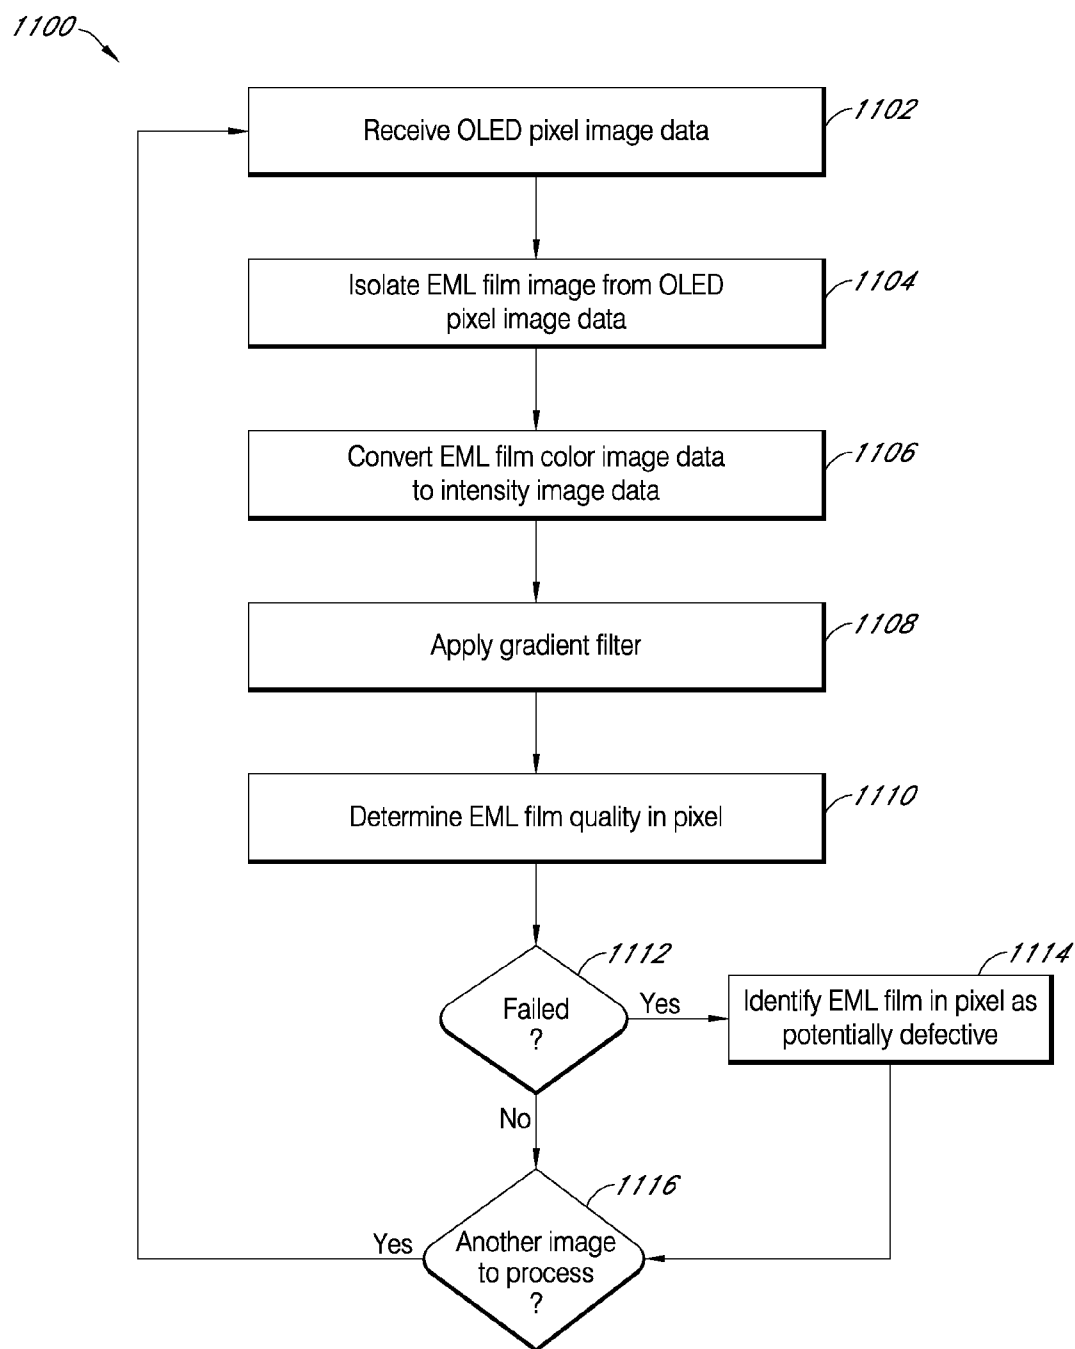 1100
Receive OLED pixel image data
1102
Isolate EML film image from OLED
pixel image data
1104
Convert EML film color image data
to intensity image data
1106
Apply gradient filter
1108
Determine EML film quality in pixel
1110
Failed
?
1112
Yes
Identify EML film in pixel as
potentially defective
1114
No
Another image
to process
?
1116
Yes